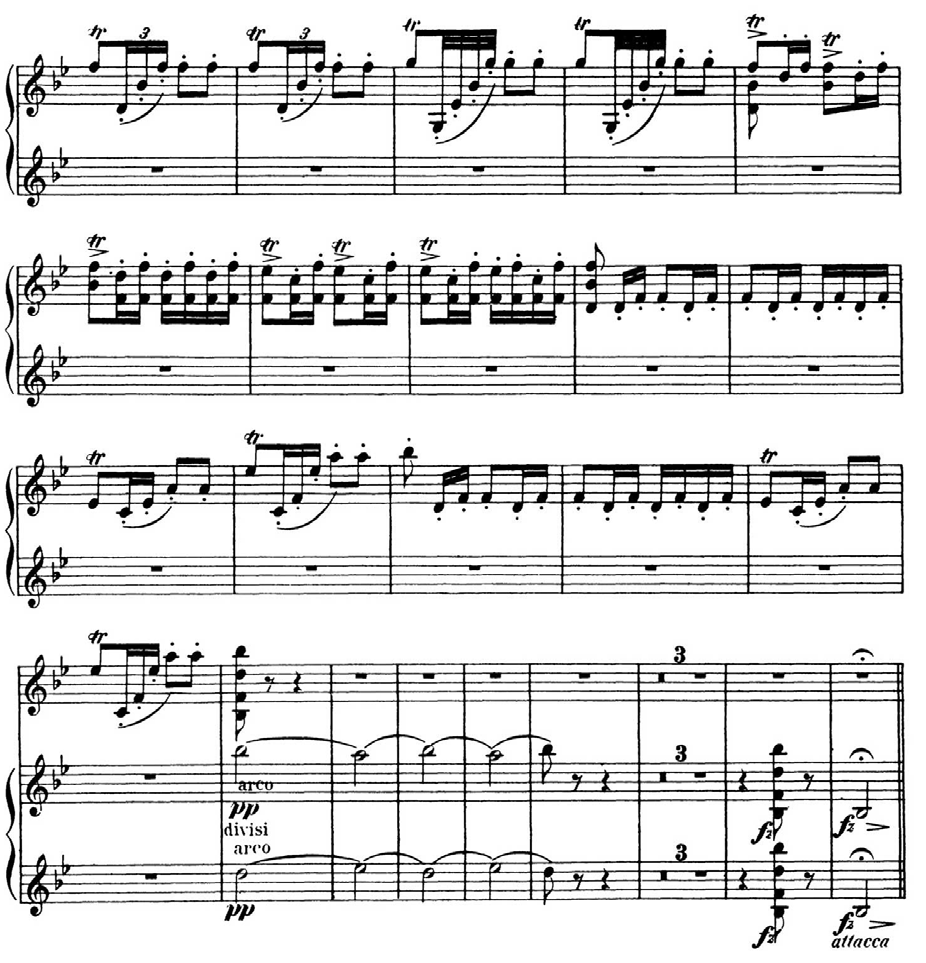 tr 3 tr 3 tr tr tr tr
tr tr tr tr
tr tr tr
tr 3
arco 3
pp fz fz
divisi
arco
3
pp fz fz
attacca